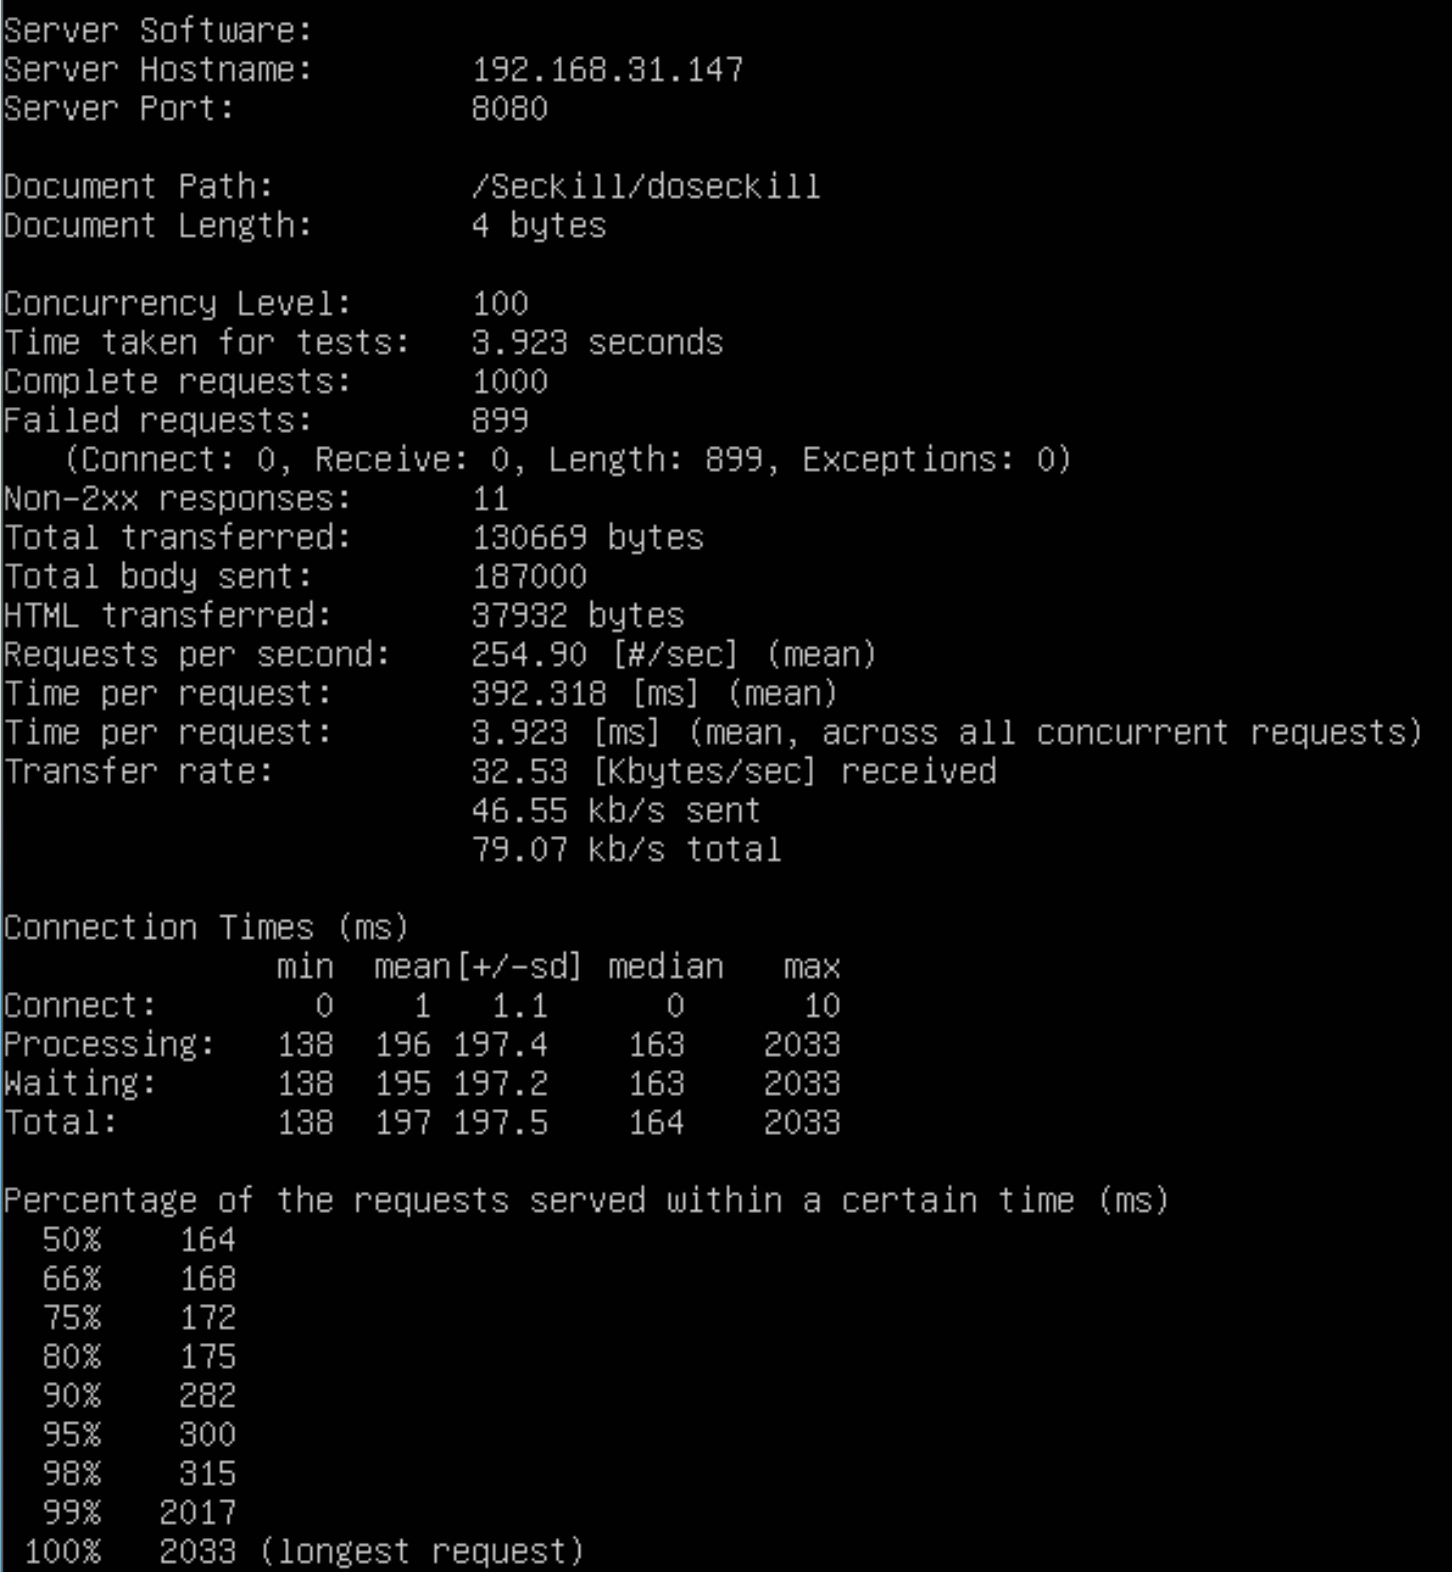 Server Software:
Server Hostname:        192.168.31.147
Server Port:            8080
Document Path:          /Seckill/doseckill
Document Length:        4 bytes
Concurrency Level:      100
Time taken for tests:   3.923 seconds
Complete requests:      1000
Failed requests:        899
   (Connect: 0, Receive: 0, Length: 899, Exceptions: 0)
Non-2xx responses:      11
Total transferred:      130669 bytes
Total body sent:        187000
HTML transferred:       37932 bytes
Requests per second:    254.90 [#/sec] (mean)
Time per request:       392.318 [ms] (mean)
Time per request:       3.923 [ms] (mean, across all concurrent requests)
Transfer rate:          32.53 [Kbytes/sec] received
                        46.55 kb/s sent
                        79.07 kb/s total
Connection Times (ms)
              min  mean[+/-sd] median   max
Connect:        0    1   1.1      0      10
Processing:   138  196 197.4    163    2033
Waiting:      138  195 197.2    163    2033
Total:        138  197 197.5    164    2033
Percentage of the requests served within a certain time (ms)
  50%    164
  66%    168
  75%    172
  80%    175
  90%    282
  95%    300
  98%    315
  99%   2017
 100%   2033 (longest request)